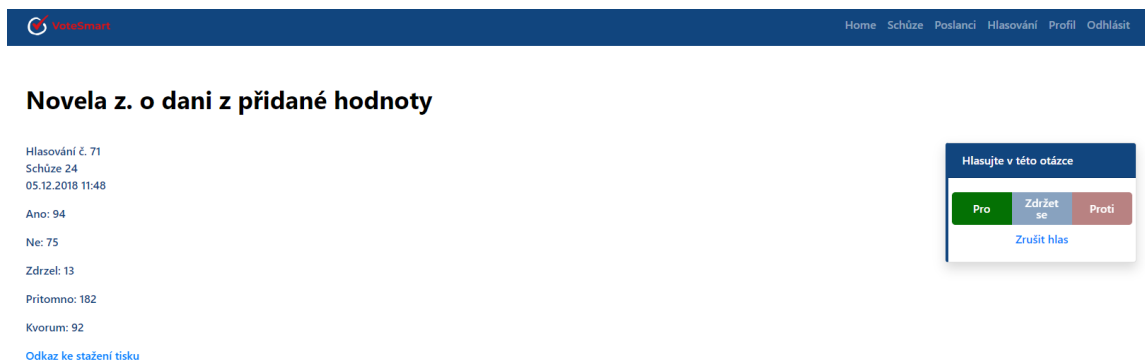 VoteSmart
Home Schůze Poslanci Hlasování Profil Odhlásit
Novela z. o dani z přidané hodnoty
Hlasování č. 71
Schůze 24
05.12.2018 11:48
Ano: 94
Ne: 75
Zdrzel: 13
Pritomno: 182
Kvorum: 92
Odkaz ke stažení tisku
Hlasujte v této otázce
Pro
Zdržet
se
Proti
Zrušit hlas